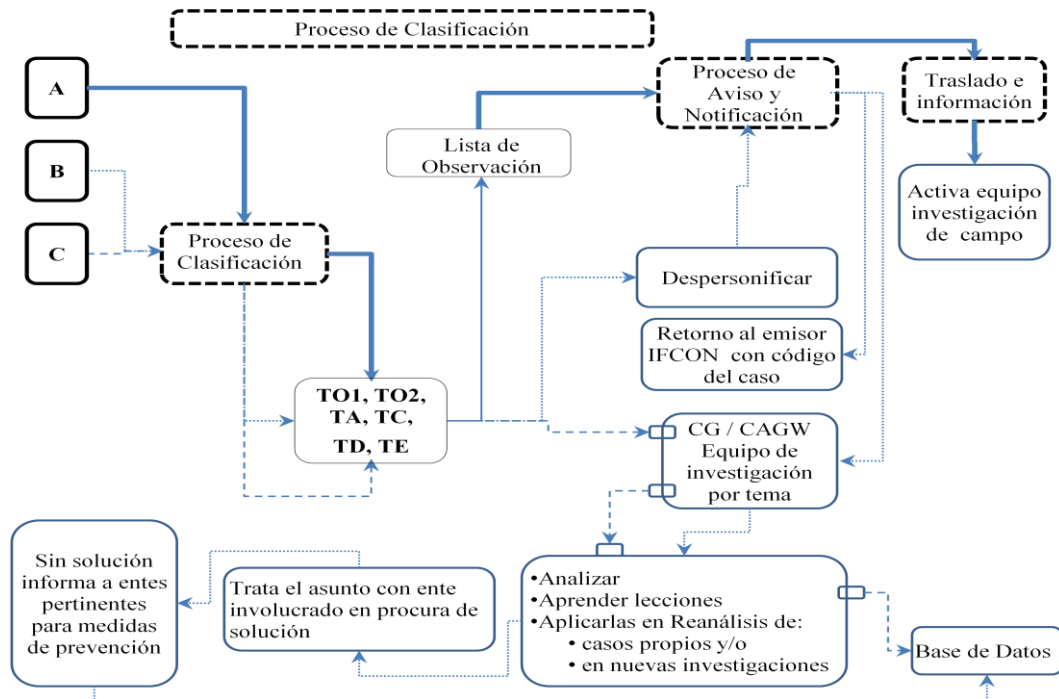 Proceso de Clasificación
A
B
C
Proceso de
Clasificación
TO1, TO2,
TA, TC,
TD, TE
Lista de
Observación
Proceso de
Aviso y
Notificación
Traslado e
información
Activa equipo
investigación
de campo
Despersonificar
Retorno al emisor
IFCON con código
del caso
CG / CAGW
Equipo de
investigación
por tema
Sin solución
informa a entes
pertinentes
para medidas
de prevención
Trata el asunto con ente
involucrado en procura de
solución
•Analizar
•Aprender lecciones
•Aplicarlas en Reanálisis de:
• casos propios y/o
• en nuevas investigaciones
Base de Datos